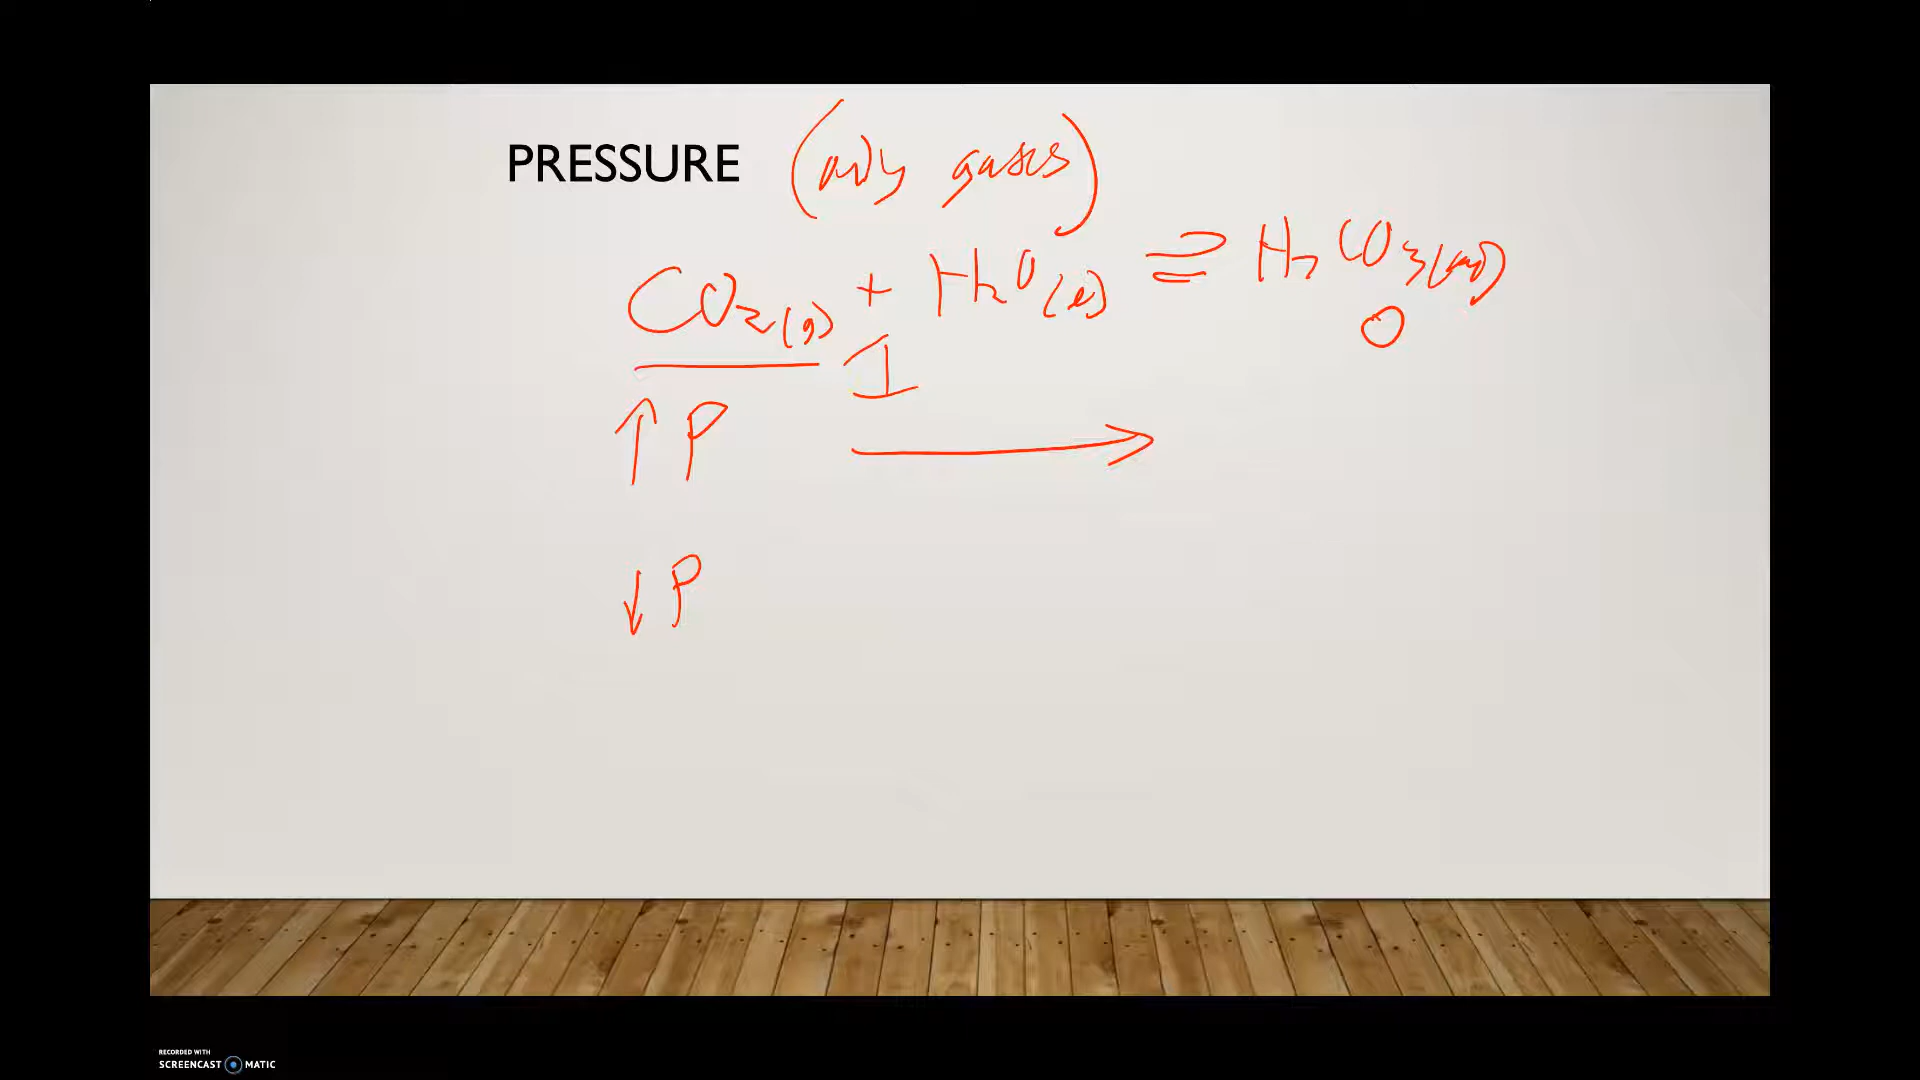 PRESSURE (only gases)
CO₂(g) + H₂O(l) ⇌ H₂CO₃(aq)
1 0
↑ P →
↓ P
RECORDED WITH
SCREENCAST MATIC